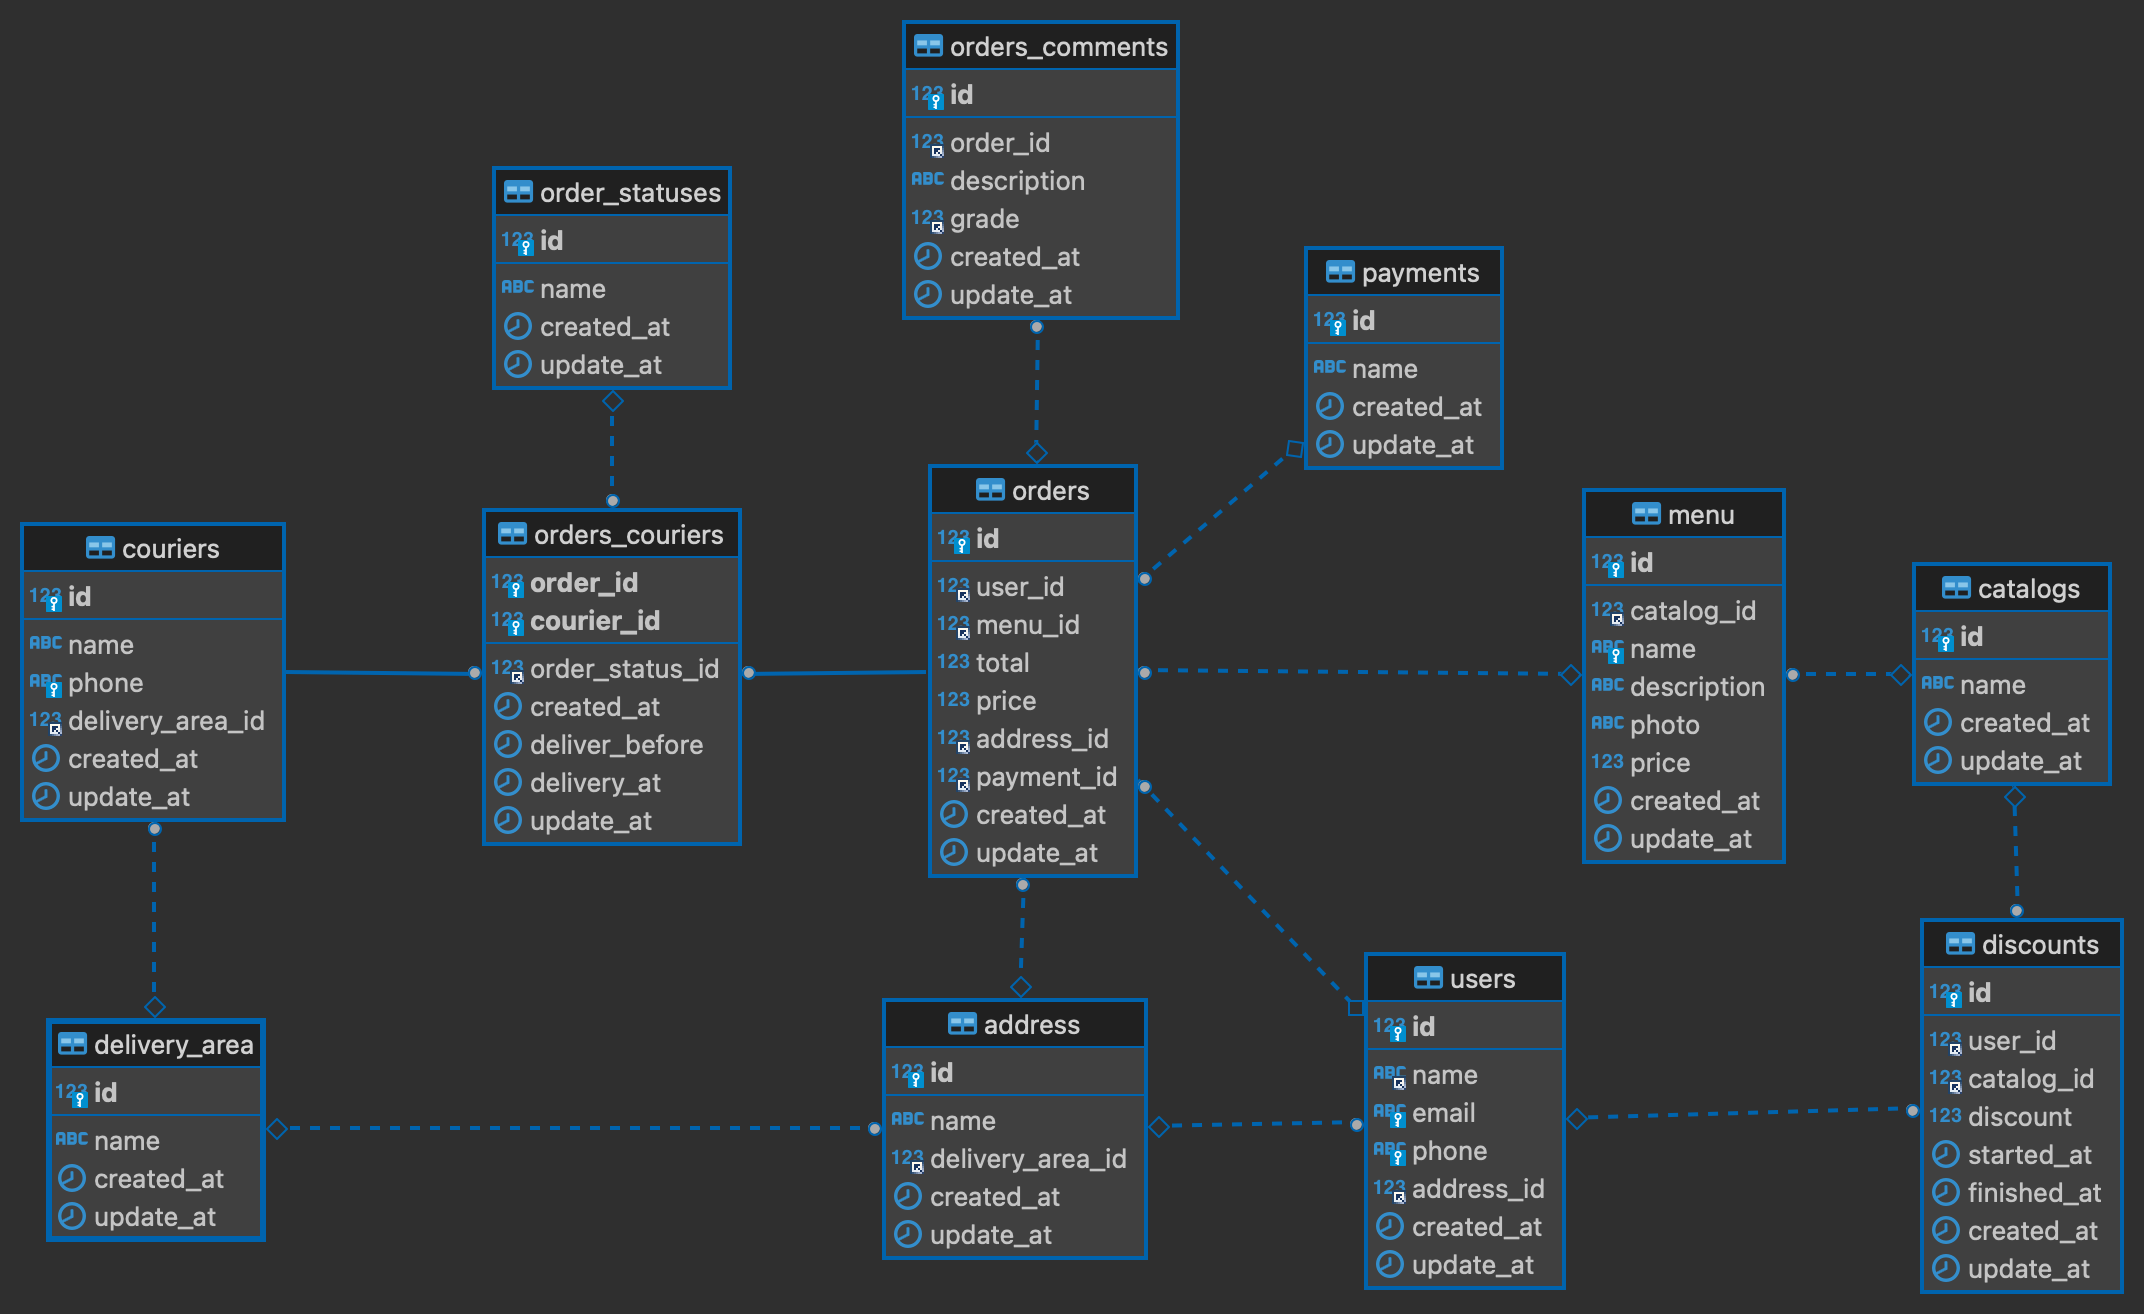 orders_comments
123 id
123 order_id
ABC description
123 grade
created_at
update_at
order_statuses
123 id
ABC name
created_at
update_at
payments
123 id
ABC name
created_at
update_at
couriers
123 id
ABC name
ABC phone
123 delivery_area_id
created_at
update_at
orders_couriers
123 order_id
123 courier_id
123 order_status_id
created_at
deliver_before
delivery_at
update_at
orders
123 id
123 user_id
123 menu_id
123 total
123 price
123 address_id
123 payment_id
created_at
update_at
menu
123 id
123 catalog_id
ABC name
ABC description
ABC photo
123 price
created_at
update_at
catalogs
123 id
ABC name
created_at
update_at
delivery_area
123 id
ABC name
created_at
update_at
address
123 id
ABC name
123 delivery_area_id
created_at
update_at
users
123 id
ABC name
ABC email
ABC phone
123 address_id
created_at
update_at
discounts
123 id
123 user_id
123 catalog_id
123 discount
started_at
finished_at
created_at
update_at